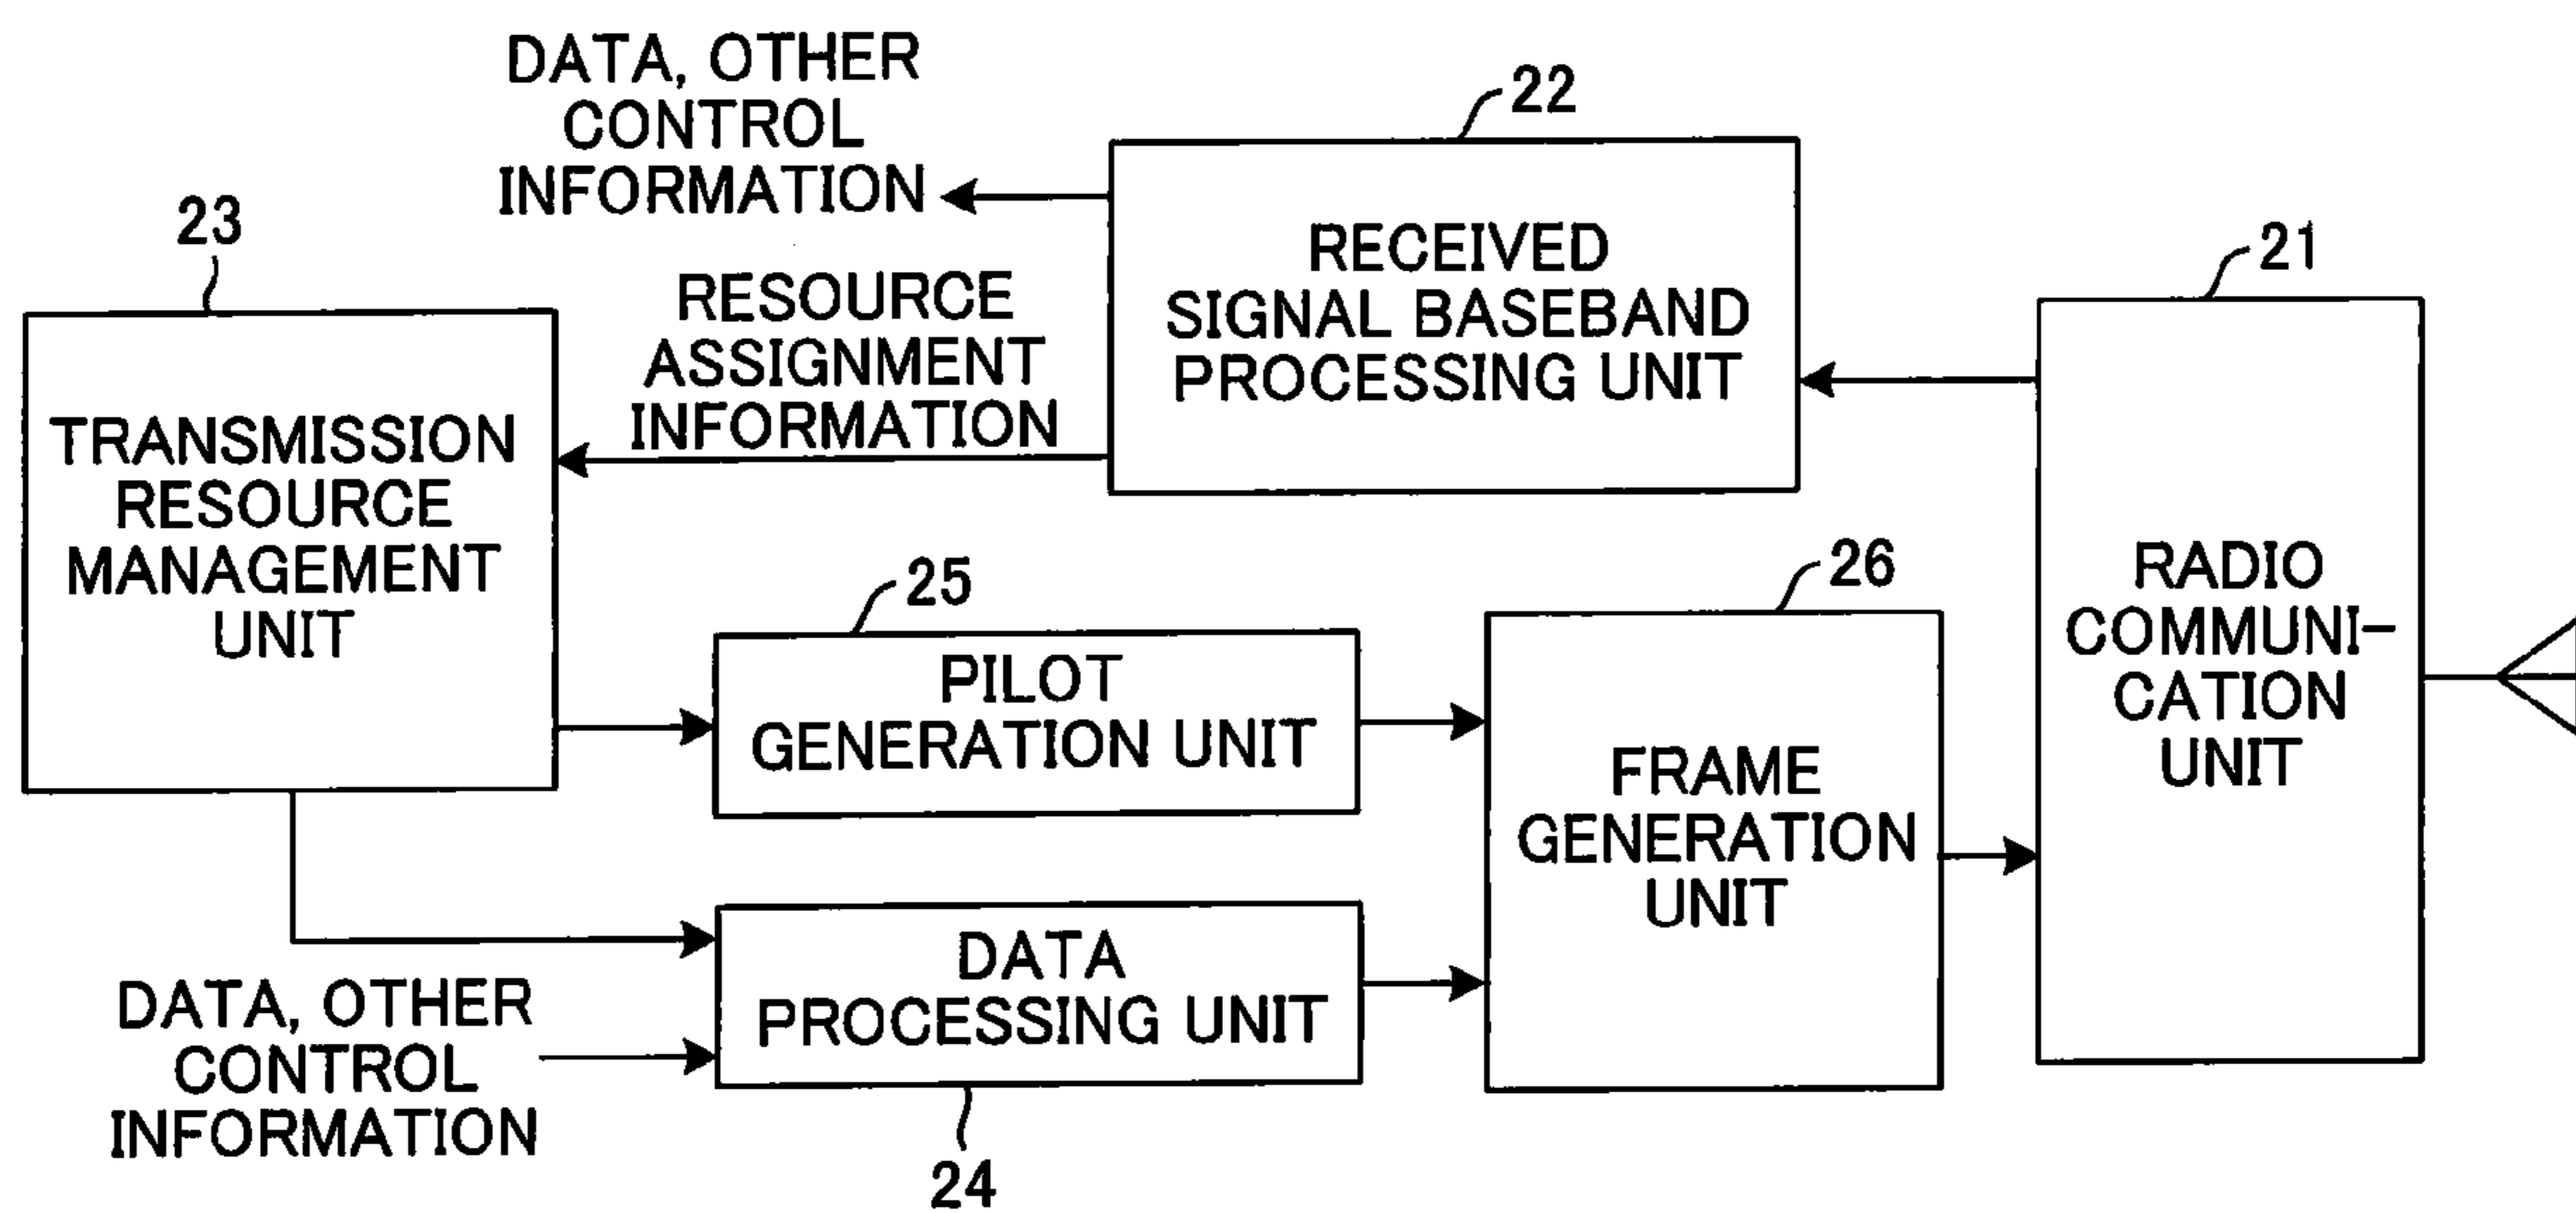 DATA, OTHER
CONTROL
INFORMATION
22
RECEIVED
SIGNAL BASEBAND
PROCESSING UNIT
21
RADIO
COMMUNI-
CATION
UNIT
23
TRANSMISSION
RESOURCE
MANAGEMENT
UNIT
RESOURCE
ASSIGNMENT
INFORMATION
25
PILOT
GENERATION UNIT
26
FRAME
GENERATION
UNIT
DATA, OTHER
CONTROL
INFORMATION
DATA
PROCESSING UNIT
24